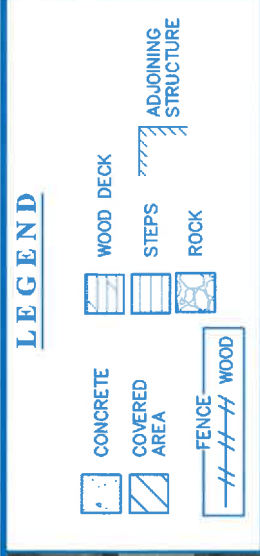 LEGEND
CONCRETE
COVERED
AREA
FENCE
WOOD
WOOD DECK
STEPS
ROCK
ADJOINING
STRUCTURE